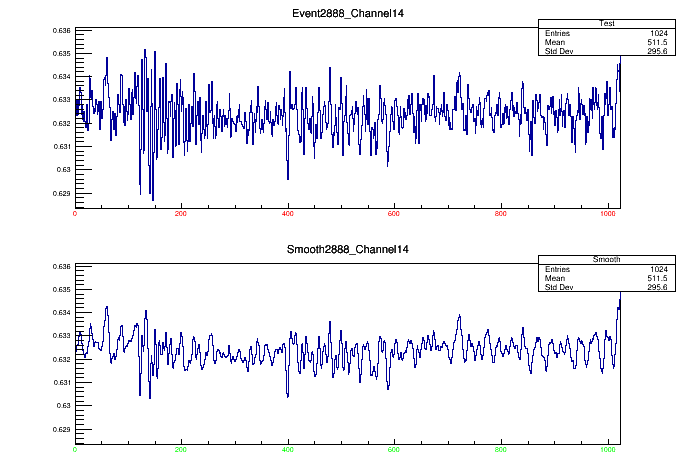 Event2888_Channel14
Test
Entries 1024
Mean 511.5
Std Dev 295.6
0.636
0.635
0.634
0.633
0.632
0.631
0.63
0.629
0 200 400 600 800 1000
Smooth2888_Channel14
Smooth
Entries 1024
Mean 511.5
Std Dev 295.6
0.636
0.635
0.634
0.633
0.632
0.631
0.63
0.629
0 200 400 600 800 1000